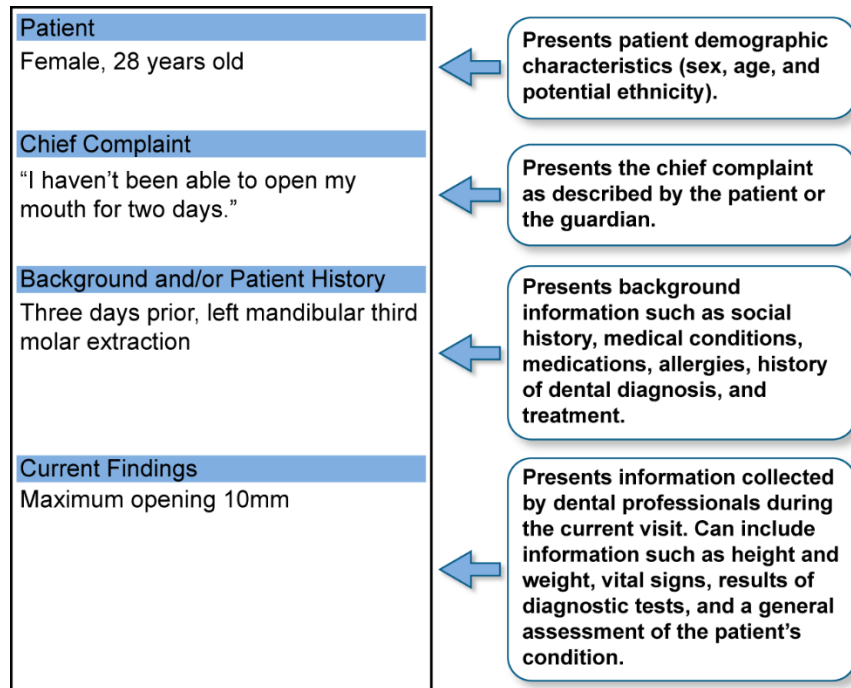 Patient
Female, 28 years old
Presents patient demographic
characteristics (sex, age, and
potential ethnicity).
Chief Complaint
“I haven’t been able to open my
mouth for two days.”
Presents the chief complaint
as described by the patient or
the guardian.
Background and/or Patient History
Three days prior, left mandibular third
molar extraction
Presents background
information such as social
history, medical conditions,
medications, allergies, history
of dental diagnosis, and
treatment.
Current Findings
Maximum opening 10mm
Presents information collected
by dental professionals during
the current visit. Can include
information such as height and
weight, vital signs, results of
diagnostic tests, and a general
assessment of the patient’s
condition.